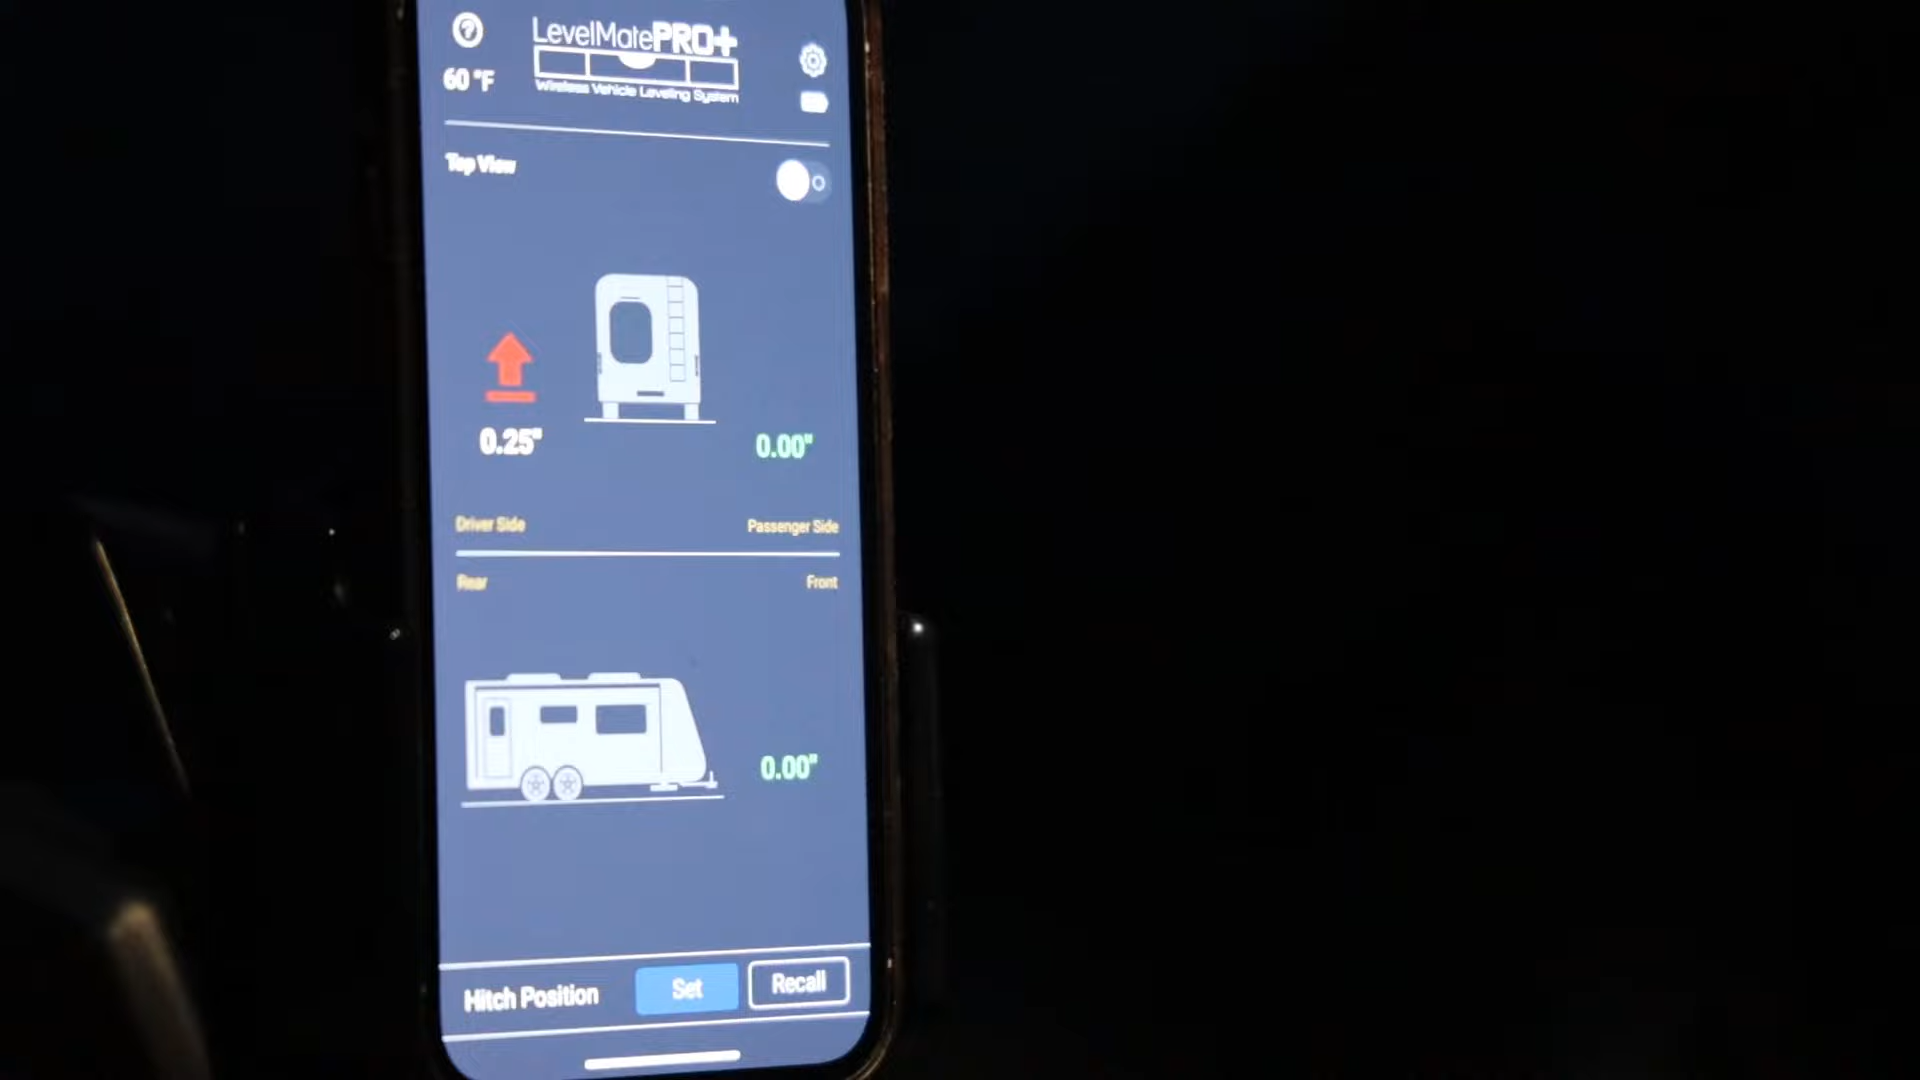 LevelMatePRO+
60 °F
Wireless Vehicle Leveling System
Top View
0.25"
0.00"
Driver Side
Passenger Side
Rear
Front
0.00"
Hitch Position
Set
Recall